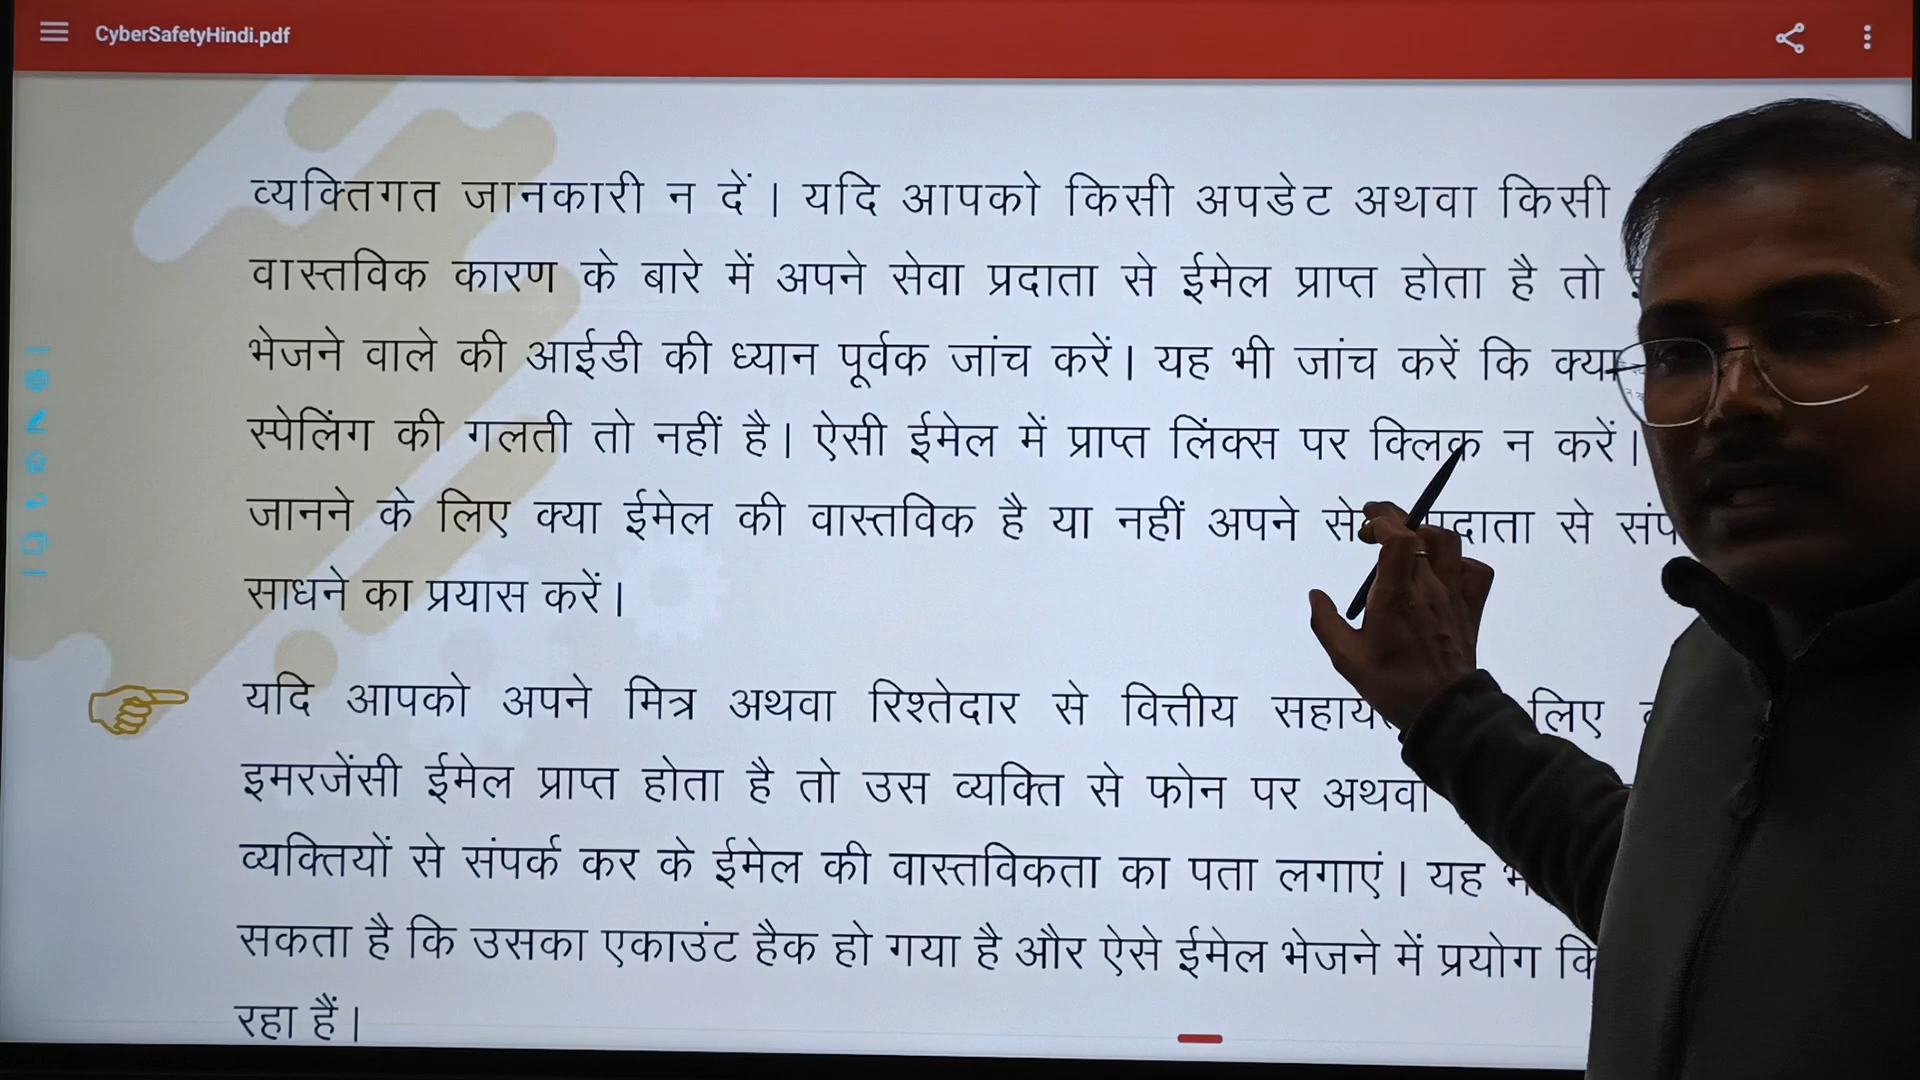 CyberSafetyHindi.pdf
व्यक्तिगत जानकारी न दें। यदि आपको किसी अपडेट अथवा किसी
वास्तविक कारण के बारे में अपने सेवा प्रदाता से ईमेल प्राप्त होता है तो
भेजने वाले की आईडी की ध्यान पूर्वक जांच करें। यह भी जांच करें कि क्या
स्पेलिंग की गलती तो नहीं है। ऐसी ईमेल में प्राप्त लिंक्स पर क्लिक न करें।
जानने के लिए क्या ईमेल की वास्तविक है या नहीं अपने से
साधने का प्रयास करें।
यदि आपको अपने मित्र अथवा रिश्तेदार से वित्तीय लिए
इमरजेंसी ईमेल प्राप्त होता है तो उस व्यक्ति से फोन पर अथवा
व्यक्तियों से संपर्क कर के ईमेल की वास्तविकता का पता लगाएं। यह
सकता है कि उसका एकाउंट हैक हो गया है और ऐसे ईमेल भेजने में प्रयोग
रहा हैं।